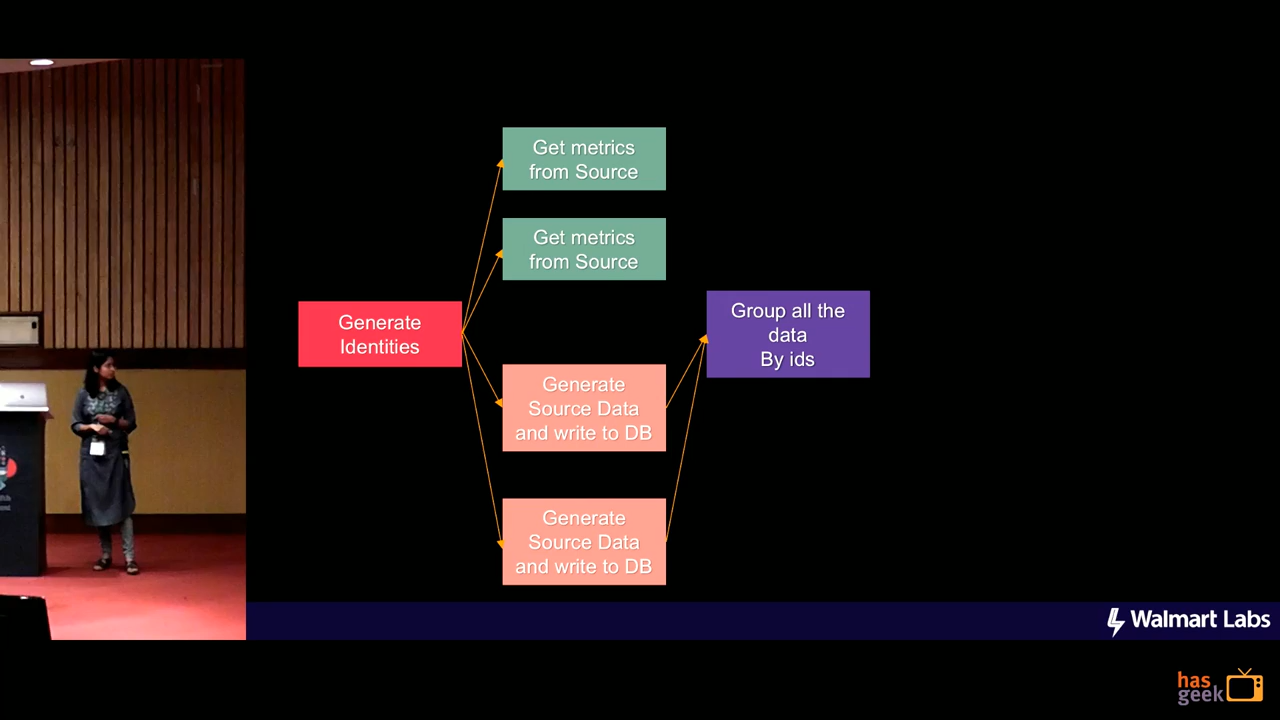 Get metrics
from Source
Get metrics
from Source
Generate
Identities
Group all the
data
By ids
Generate
Source Data
and write to DB
Generate
Source Data
and write to DB
Walmart Labs
has
geek